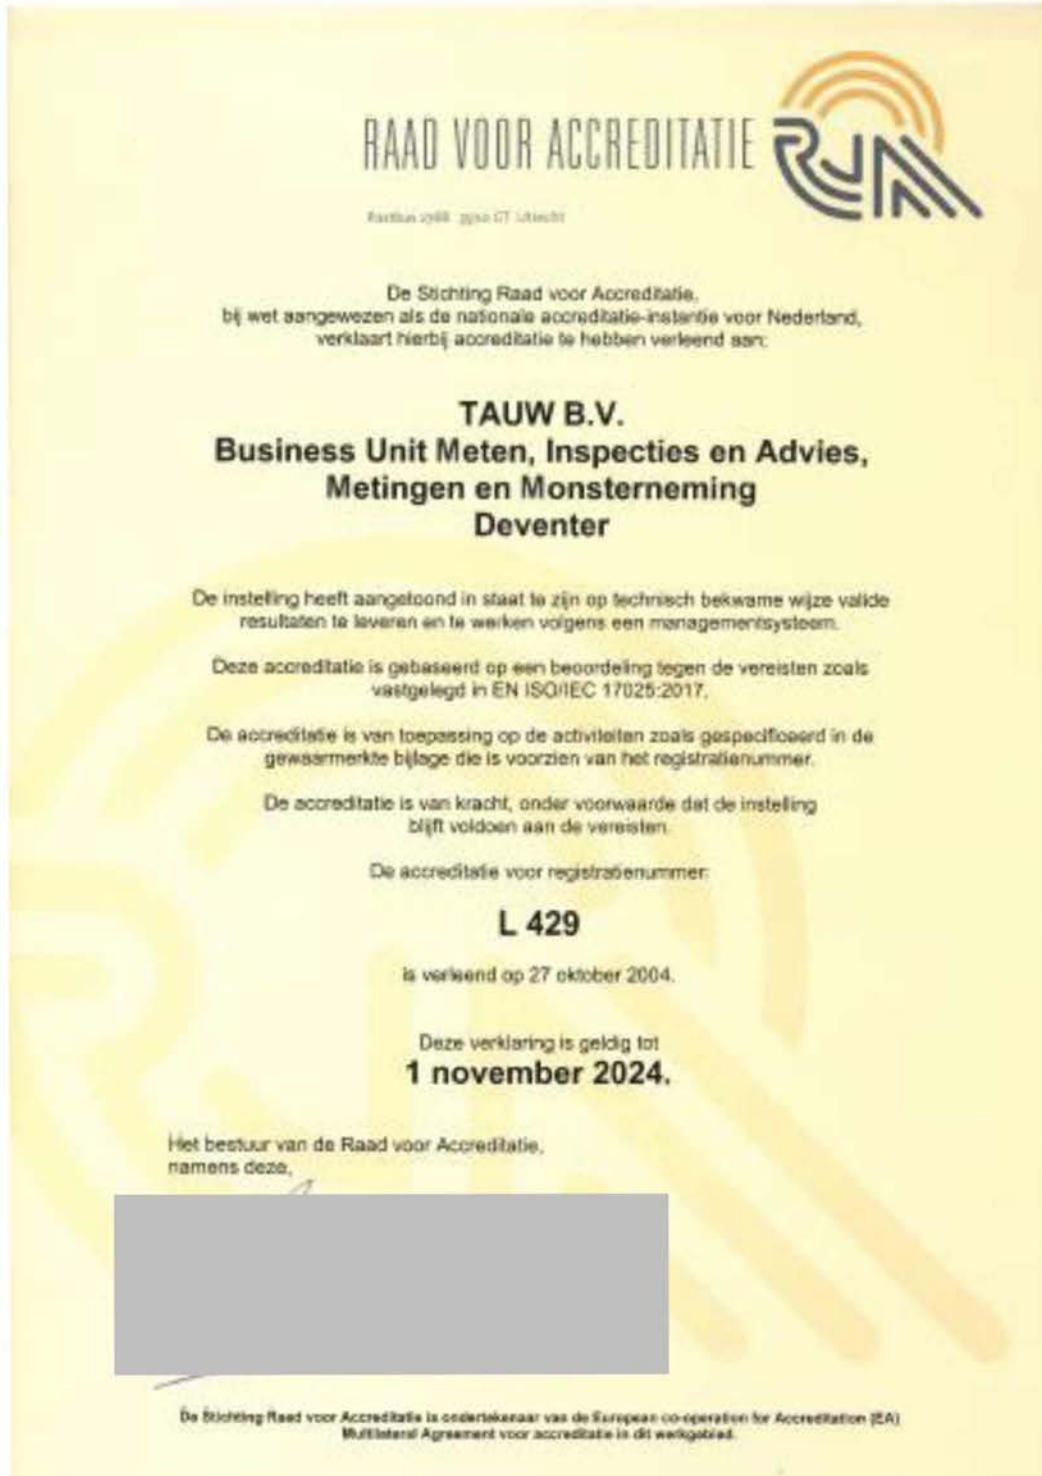 RAAD VOOR ACCREDITATIE RvA
Utrecht
De Stichting Raad voor Accreditatie,
bij wet aangewezen als de nationale accreditatie-instantie voor Nederland,
verklaart hierbij accreditatie te hebben verleend aan:
TAUW B.V.
Business Unit Meten, Inspecties en Advies,
Metingen en Monsterneming
Deventer
De instelling heeft aangetoond in staat te zijn op technisch bekwame wijze valide
resultaten te leveren en te werken volgens een managementsysteem.
Deze accreditatie is gebaseerd op een beoordeling tegen de vereisten zoals
vastgelegd in EN ISO/IEC 17025:2017.
De accreditatie is van toepassing op de activiteiten zoals gespecificeerd in de
gewaarmerkte bijlage die is voorzien van het registratienummer.
De accreditatie is van kracht, onder voorwaarde dat de instelling
blijft voldoen aan de vereisten.
De accreditatie voor registratienummer:
L 429
is verleend op 27 oktober 2004.
Deze verklaring is geldig tot
1 november 2024.
Het bestuur van de Raad voor Accreditatie,
namens deze,
De Stichting Raad voor Accreditatie is ondertekenaar van de European co-operation for Accreditation (EA)
Multilateral Agreement voor accreditatie in dit werkgebied.